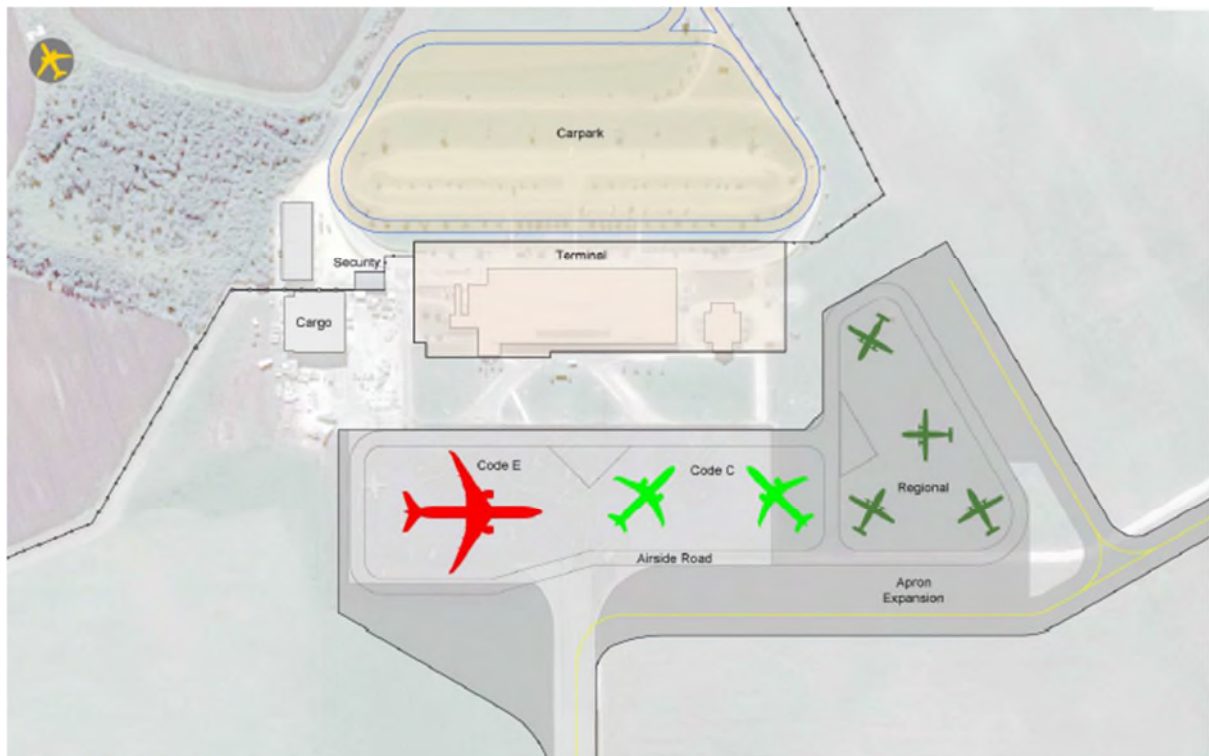 Carpark
Terminal
Security
Cargo
Code E
Code C
Regional
Airside Road
Apron
Expansion